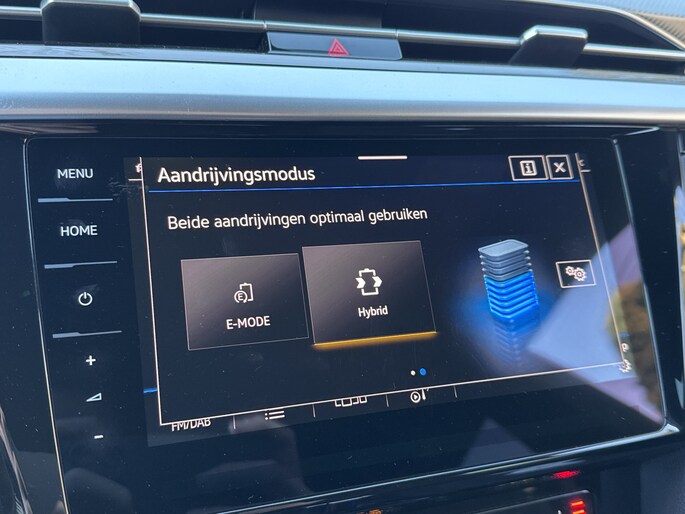 MENU
HOME
Aandrijvingsmodus
Beide aandrijvingen optimaal gebruiken
E
E-MODE
Hybrid
P
FM/DAB